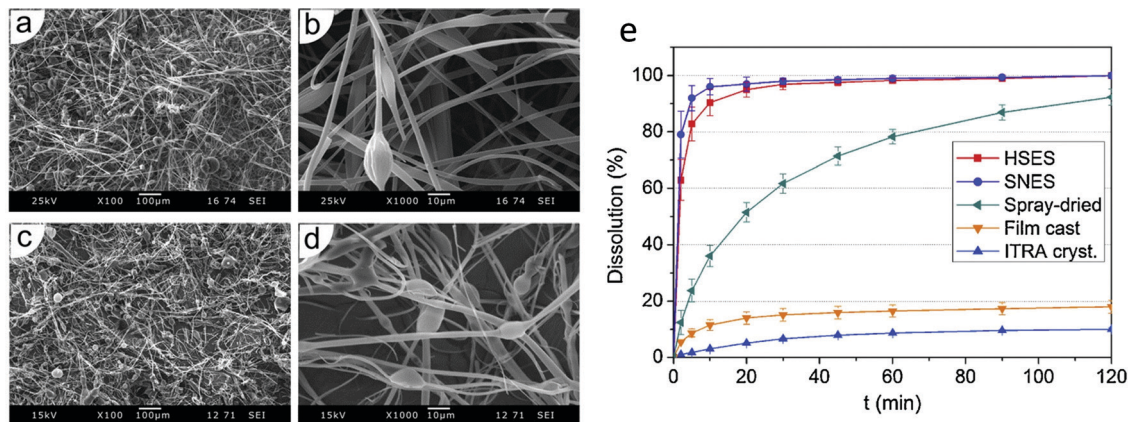 a
25kV X100 100μm 16 74 SEI
b
25kV X1000 10μm 16 74 SEI
c
15kV X100 100μm 12 71 SEI
d
15kV X1000 10μm 12 71 SEI
e
Dissolution (%)
100
80
60
40
20
0
HSES
SNES
Spray-dried
Film cast
ITRA cryst.
0 20 40 60 80 100 120
t (min)